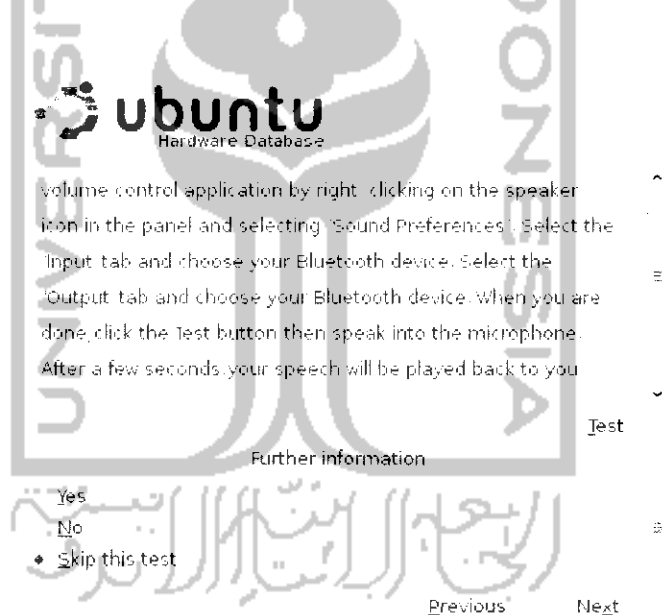 ubuntu
Hardware Database
volume control application by right clicking on the speaker
icon in the panel and selecting 'Sound Preferences'. Select the
'Input' tab and choose your Bluetooth device. Select the
'Output' tab and choose your Bluetooth device. When you are
done, click the Test button then speak into the microphone.
After a few seconds, your speech will be played back to you
Test
Further information
Yes
No
Skip this test
Previous Next
UNIVERSIT
ONESIA